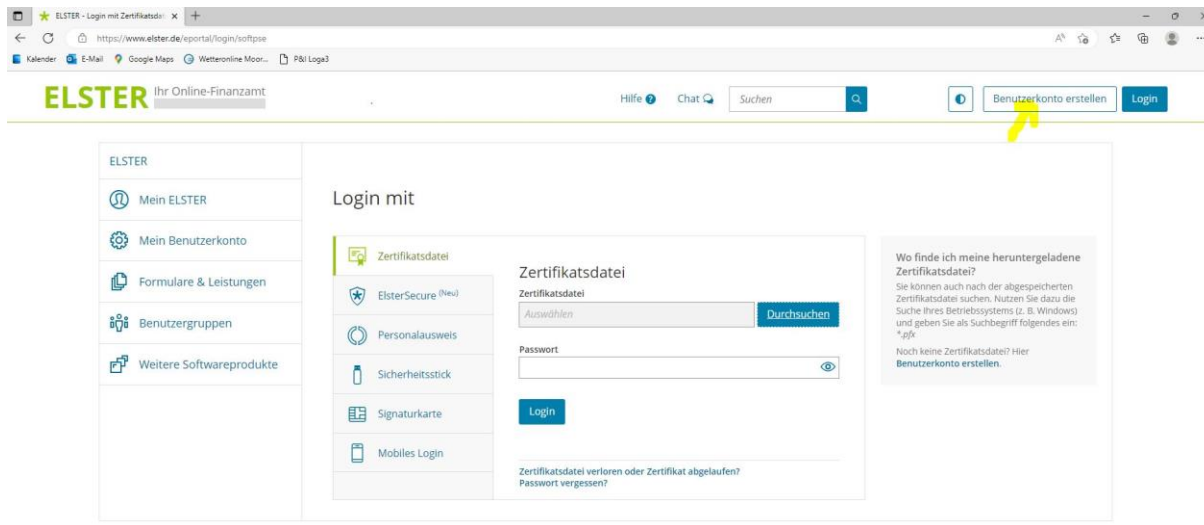 ELSTER - Login mit Zertifikatsdat
https://www.elster.de/eportal/login/softpse
Kalender E-Mail Google Maps Wetteronline Moor... P&I Loga3
ELSTER Ihr Online-Finanzamt
Hilfe Chat Suchen Benutzerkonto erstellen Login
ELSTER
Mein ELSTER
Mein Benutzerkonto
Formulare & Leistungen
Benutzergruppen
Weitere Softwareprodukte
Login mit
Zertifikatsdatei
ElsterSecure (Neu)
Personalausweis
Sicherheitsstick
Signaturkarte
Mobiles Login
Zertifikatsdatei
Zertifikatsdatei
Auswählen Durchsuchen
Passwort
Login
Zertifikatsdatei verloren oder Zertifikat abgelaufen?
Passwort vergessen?
Wo finde ich meine heruntergeladene
Zertifikatsdatei?
Sie können auch nach der abgespeicherten
Zertifikatsdatei suchen. Nutzen Sie dazu die
Suche Ihres Betriebssystems (z. B. Windows)
und geben Sie als Suchbegriff folgendes ein:
*.pfx
Noch keine Zertifikatsdatei? Hier
Benutzerkonto erstellen.